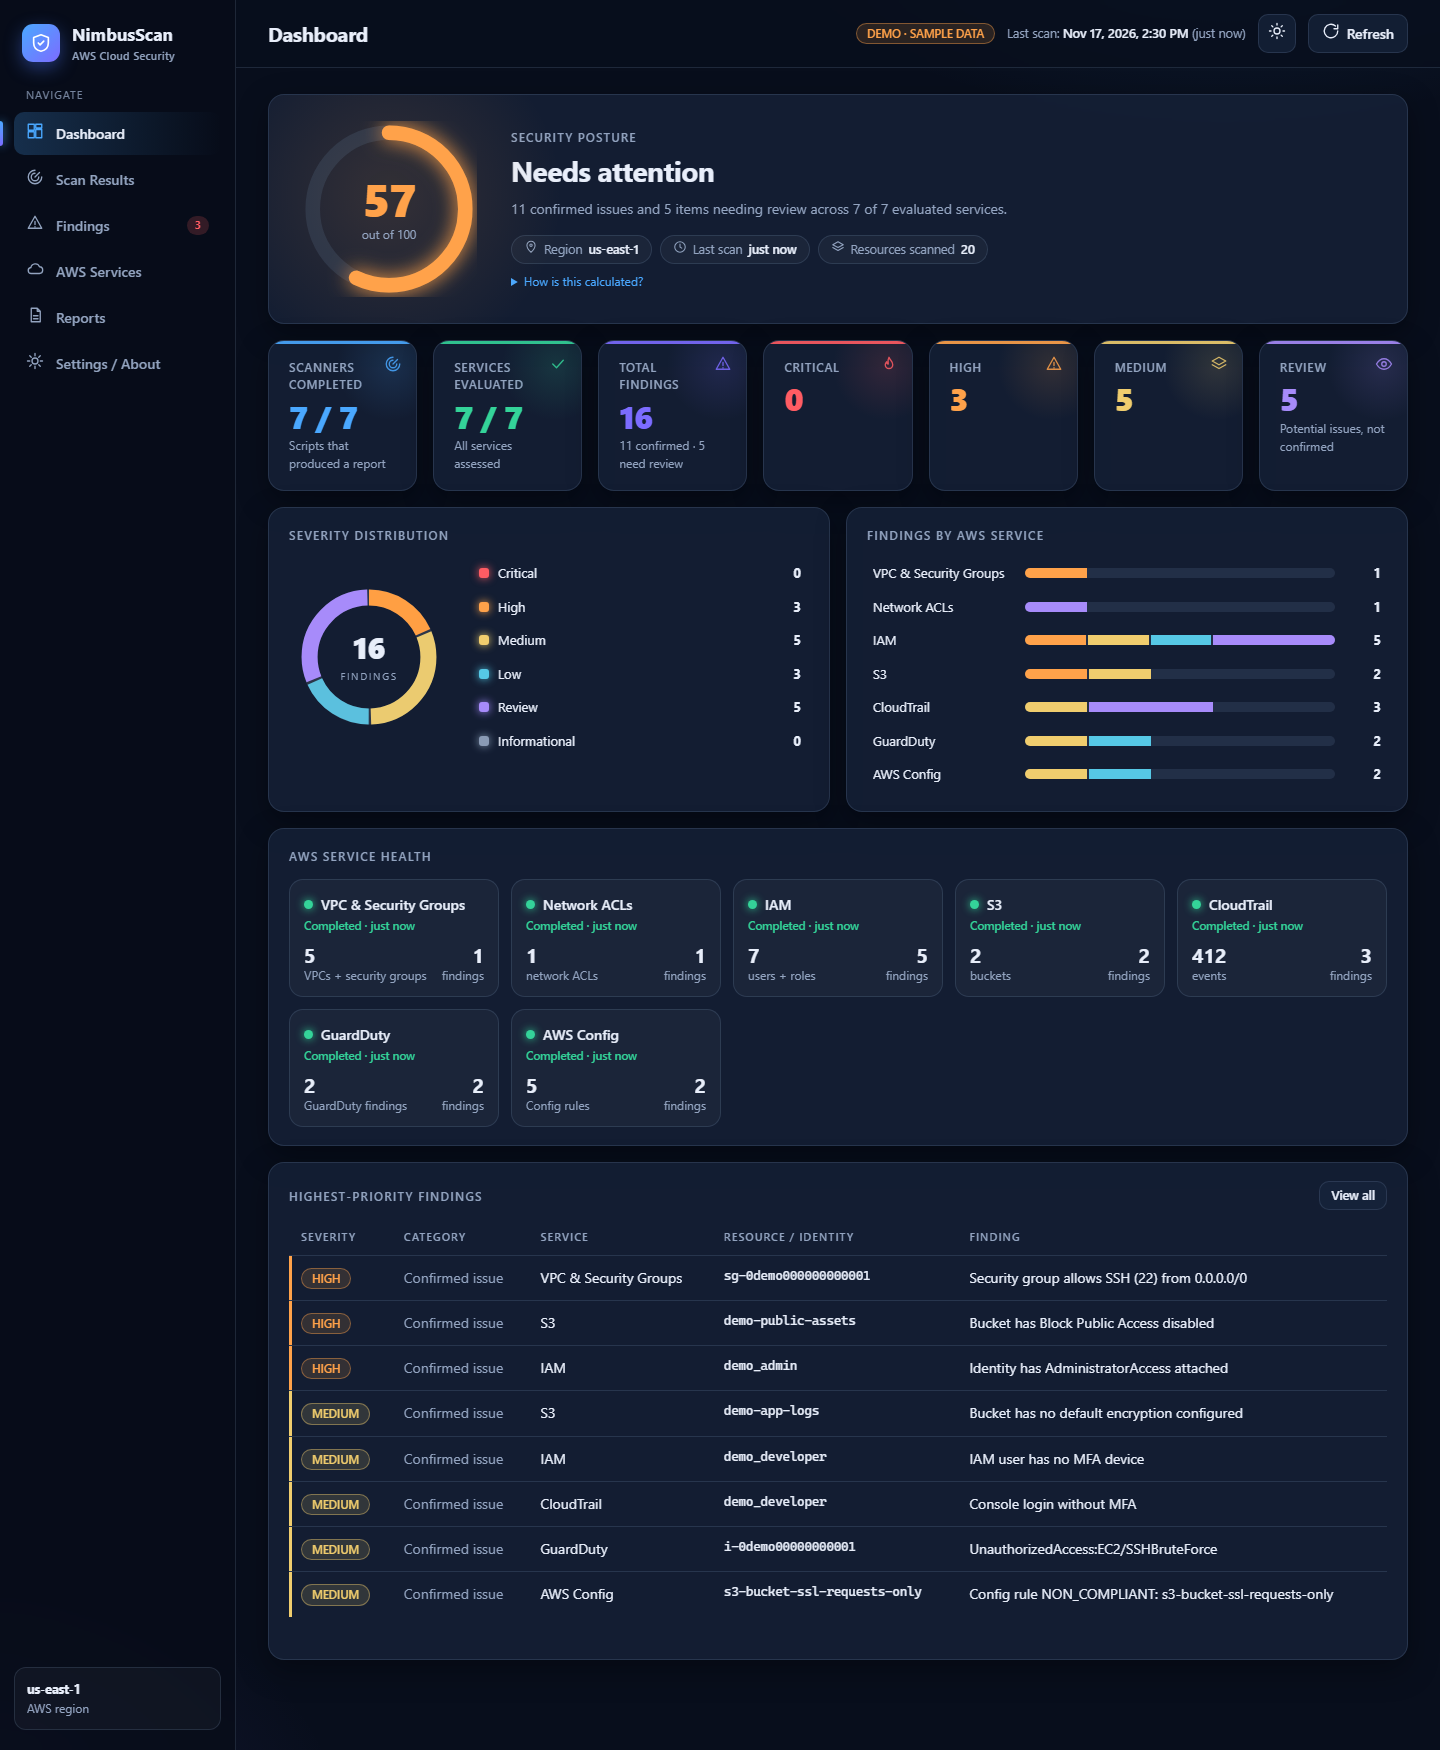 NimbusScan
AWS Cloud Security
NAVIGATE
Dashboard
Scan Results
Findings 3
AWS Services
Reports
Settings / About
us-east-1
AWS region
Dashboard
DEMO · SAMPLE DATA Last scan: Nov 17, 2026, 2:30 PM (just now) Refresh
57
out of 100
SECURITY POSTURE
Needs attention
11 confirmed issues and 5 items needing review across 7 of 7 evaluated services.
Region us-east-1 Last scan just now Resources scanned 20
How is this calculated?
SCANNERS COMPLETED
7 / 7
Scripts that
produced a report
SERVICES EVALUATED
7 / 7
All services
assessed
TOTAL FINDINGS
16
11 confirmed · 5
need review
CRITICAL
0
HIGH
3
MEDIUM
5
REVIEW
5
Potential issues, not
confirmed
SEVERITY DISTRIBUTION
16
FINDINGS
Critical 0
High 3
Medium 5
Low 3
Review 5
Informational 0
FINDINGS BY AWS SERVICE
VPC & Security Groups 1
Network ACLs 1
IAM 5
S3 2
CloudTrail 3
GuardDuty 2
AWS Config 2
AWS SERVICE HEALTH
VPC & Security Groups
Completed · just now
5 1
VPCs + security groups findings
Network ACLs
Completed · just now
1 1
network ACLs findings
IAM
Completed · just now
7 5
users + roles findings
S3
Completed · just now
2 2
buckets findings
CloudTrail
Completed · just now
412 3
events findings
GuardDuty
Completed · just now
2 2
GuardDuty findings findings
AWS Config
Completed · just now
5 2
Config rules findings
HIGHEST-PRIORITY FINDINGS View all
SEVERITY CATEGORY SERVICE RESOURCE / IDENTITY FINDING
HIGH Confirmed issue VPC & Security Groups sg-0demo000000000001 Security group allows SSH (22) from 0.0.0.0/0
HIGH Confirmed issue S3 demo-public-assets Bucket has Block Public Access disabled
HIGH Confirmed issue IAM demo_admin Identity has AdministratorAccess attached
MEDIUM Confirmed issue S3 demo-app-logs Bucket has no default encryption configured
MEDIUM Confirmed issue IAM demo_developer IAM user has no MFA device
MEDIUM Confirmed issue CloudTrail demo_developer Console login without MFA
MEDIUM Confirmed issue GuardDuty i-0demo00000000001 UnauthorizedAccess:EC2/SSHBruteForce
MEDIUM Confirmed issue AWS Config s3-bucket-ssl-requests-only Config rule NON_COMPLIANT: s3-bucket-ssl-requests-only